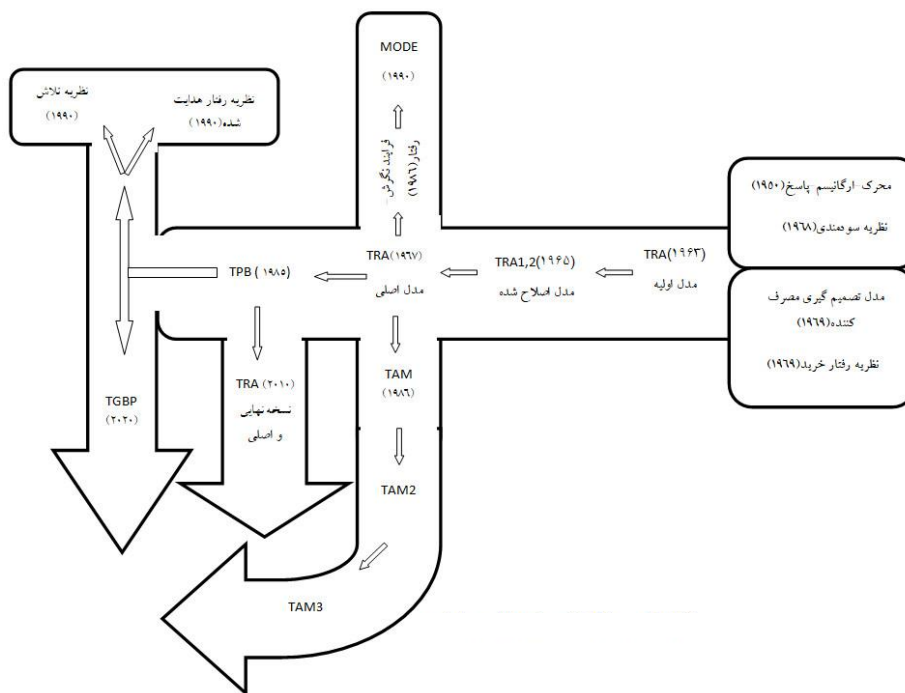 MODE
(۱۹۹۰)
نظریه تلاش
(۱۹۹۰)
نظریه رفتار هدایت
شده(۱۹۹۰)
فرایند نگرش
رفتار(۱۹۸۶)
محرک ارگانیسم پاسخ(۱۹۵۰)
نظریه سودمندی(۱۹۶۸)
TRA(۱۹۶۳)
مدل اولیه
TRA1,2(۱۹۶۵)
مدل اصلاح شده
TRA(۱۹۶۷)
مدل اصلی
TPB ( ۱۹۸۵)
مدل تصمیم گیری مصرف
کننده(۱۹۶۹)
نظریه رفتار خرید(۱۹۶۹)
TAM
(۱۹۸۶)
TRA (۲۰۱۰)
نسخه نهایی
و اصلی
TGBP
(۲۰۲۰)
TAM2
TAM3